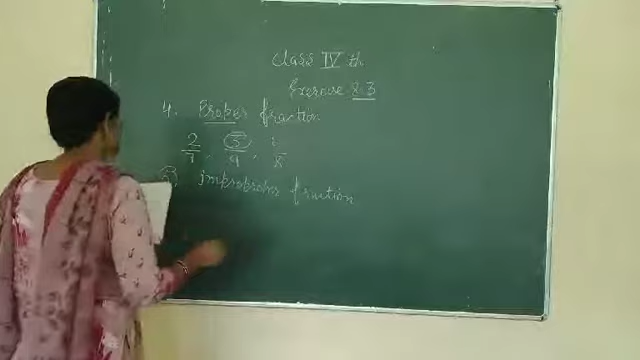 Class IV th
Exercise 8.3
4. Proper fraction
2/7, 5/9, 1/8
improper fraction